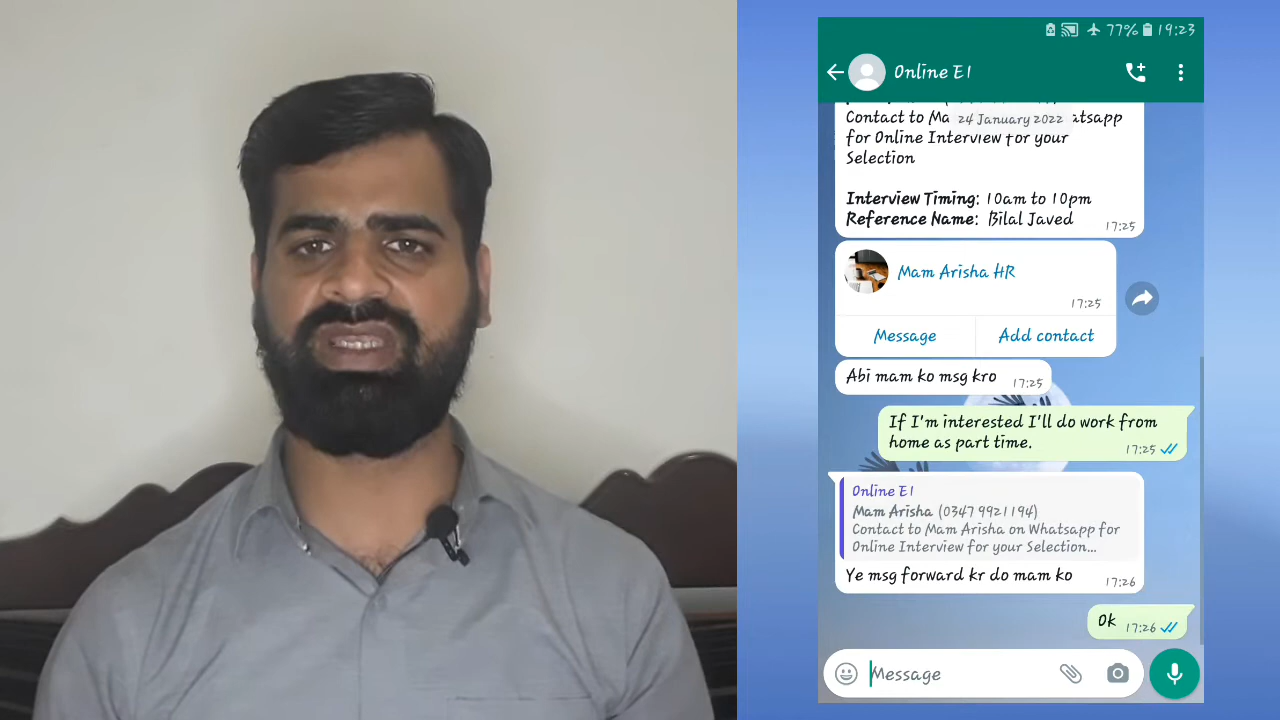 77% 19:23
Online E1
Contact to Ma 24 January 2022 atsapp
for Online Interview for your
Selection
Interview Timing: 10am to 10pm
Reference Name: Bilal Javed 17:25
Mam Arisha HR
17:25
Message Add contact
Abi mam ko msg kro 17:25
If I'm interested I'll do work from
home as part time. 17:25
Online E1
Mam Arisha (0347 9921194)
Contact to Mam Arisha on Whatsapp for
Online Interview for your Selection...
Ye msg forward kr do mam ko 17:26
Ok 17:26
Message